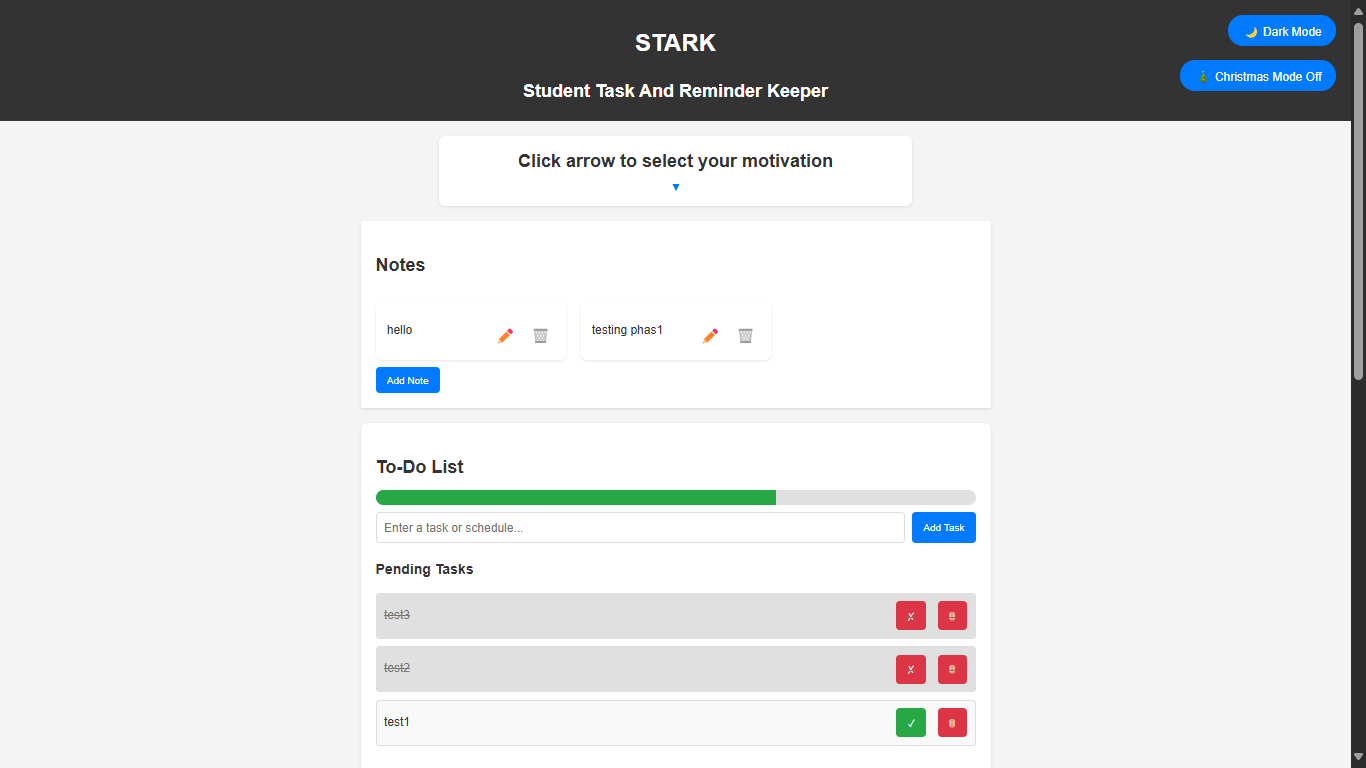 STARK
Student Task And Reminder Keeper
🌙 Dark Mode
🎄 Christmas Mode Off
Click arrow to select your motivation
▼
Notes
hello
testing phas1
Add Note
To-Do List
Enter a task or schedule...
Add Task
Pending Tasks
test3
test2
test1